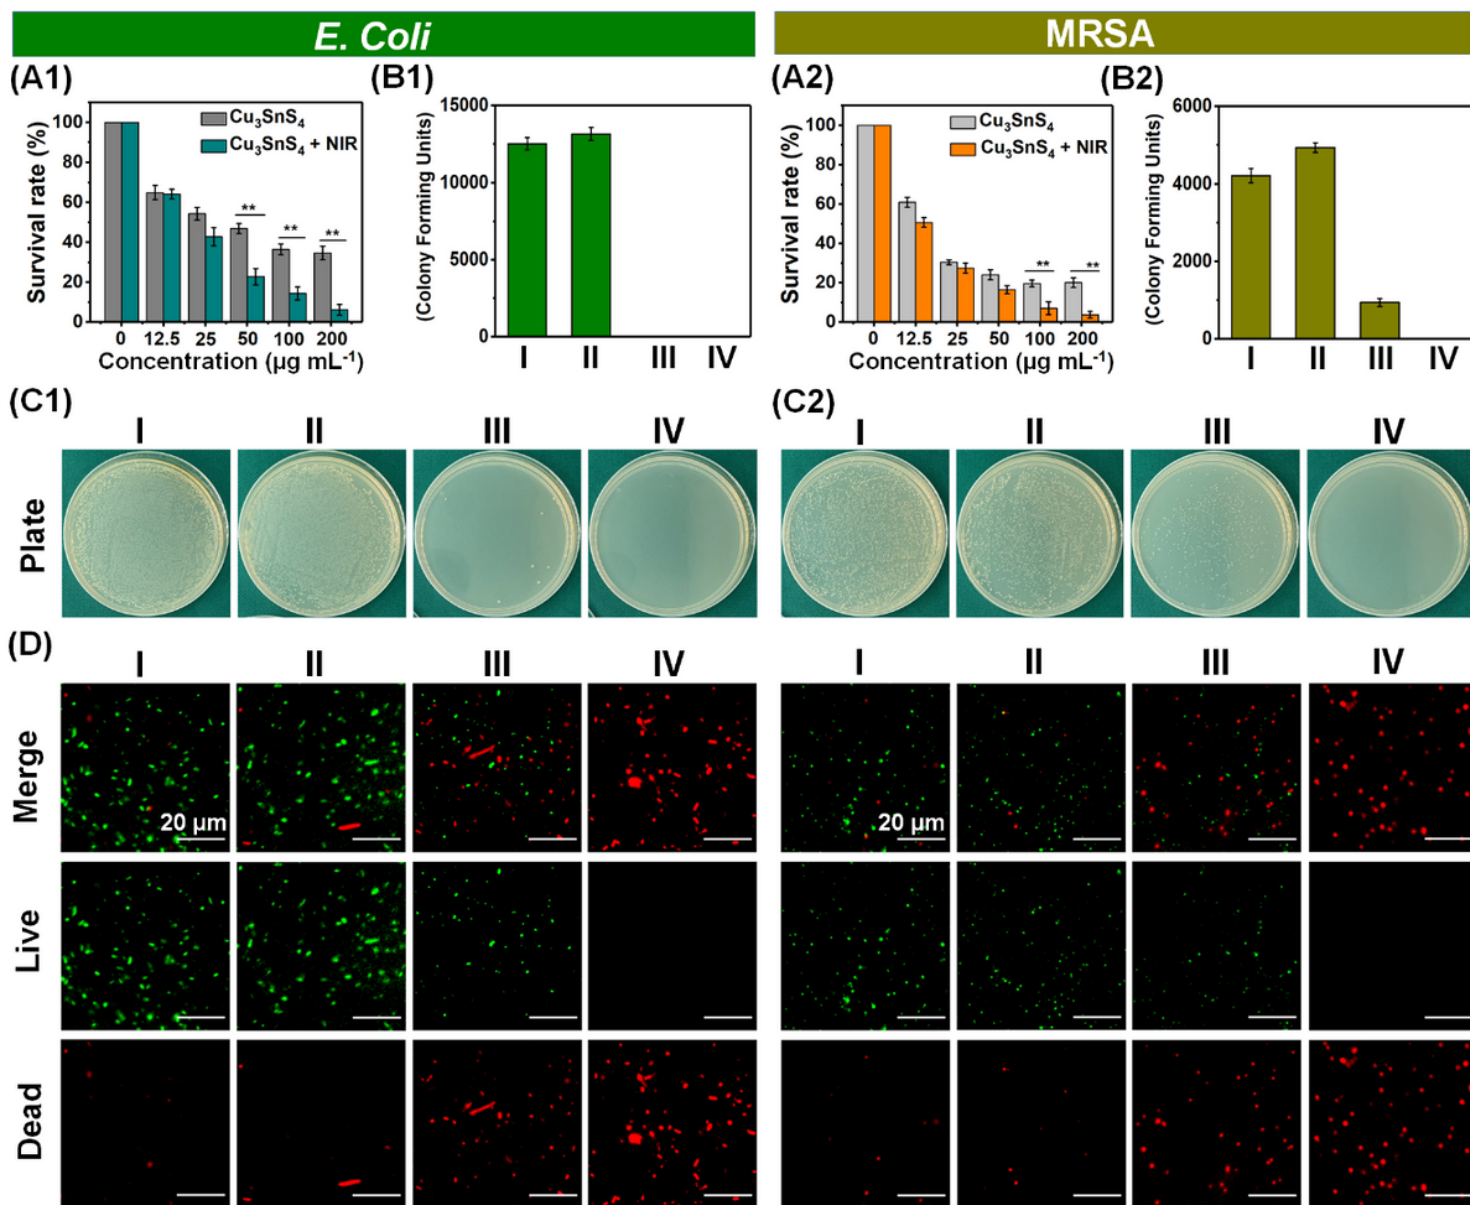 E. Coli
MRSA
(A1)
Survival rate (%)
100
80
60
40
20
0
Cu₃SnS₄
Cu₃SnS₄ + NIR
**
**
**
0 12.5 25 50 100 200
Concentration (µg mL⁻¹)
(B1)
(Colony Forming Units)
15000
10000
5000
0
I II III IV
(A2)
Survival rate (%)
100
80
60
40
20
0
Cu₃SnS₄
Cu₃SnS₄ + NIR
**
**
0 12.5 25 50 100 200
Concentration (µg mL⁻¹)
(B2)
(Colony Forming Units)
6000
4000
2000
0
I II III IV
(C1)
I II III IV
Plate
(C2)
I II III IV
(D)
I II III IV
I II III IV
Merge
20 µm
20 µm
Live
Dead